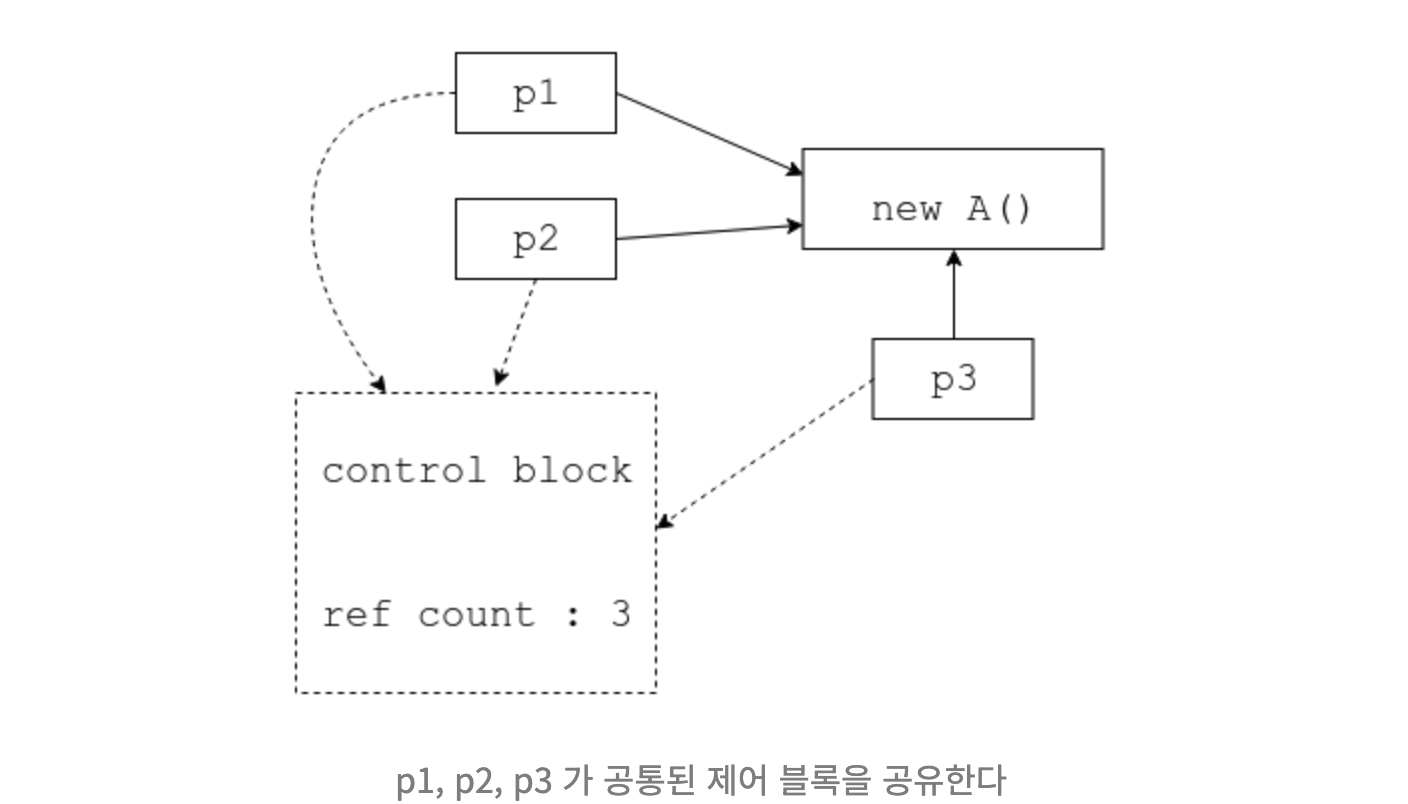 p1
new A()
p2
p3
control block
ref count : 3
p1, p2, p3 가 공통된 제어 블록을 공유한다